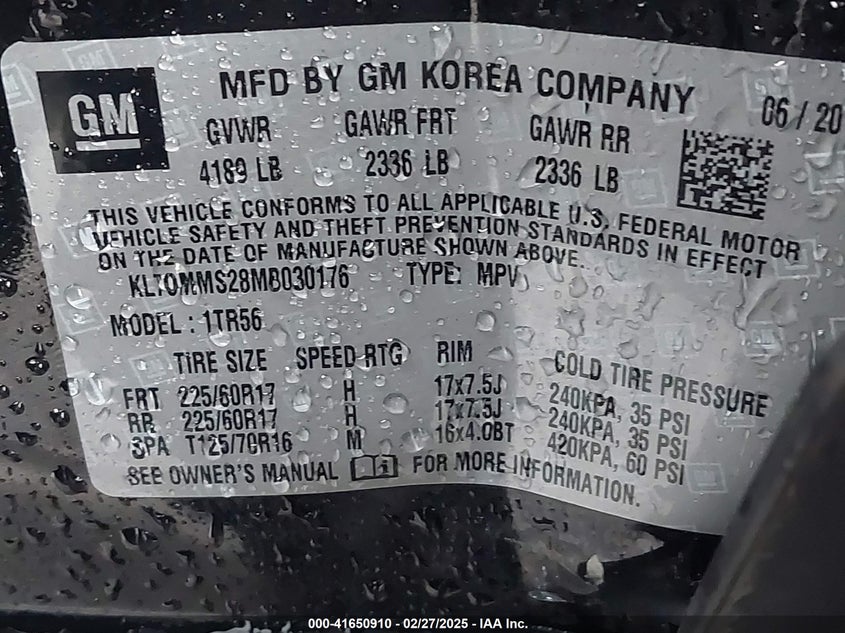 GM
MFD BY GM KOREA COMPANY
06 / 20
GVWR GAWR FRT GAWR RR
4189 LB 2336 LB 2336 LB
THIS VEHICLE CONFORMS TO ALL APPLICABLE U.S. FEDERAL MOTOR
VEHICLE SAFETY AND THEFT PREVENTION STANDARDS IN EFFECT
ON THE DATE OF MANUFACTURE SHOWN ABOVE.
TYPE: MPV
MODEL : 1TR56
TIRE SIZE SPEED RTG RIM COLD TIRE PRESSURE
FRT 225/60R17 H 17x7.5J 240KPA, 35 PSI
RR 225/60R17 H 17x7.5J 240KPA, 35 PSI
SPA T125/70R16 M 16x4.0BT 420KPA, 60 PSI
SEE OWNER'S MANUAL FOR MORE INFORMATION.
000-41650910 - 02/27/2025 - IAA Inc.